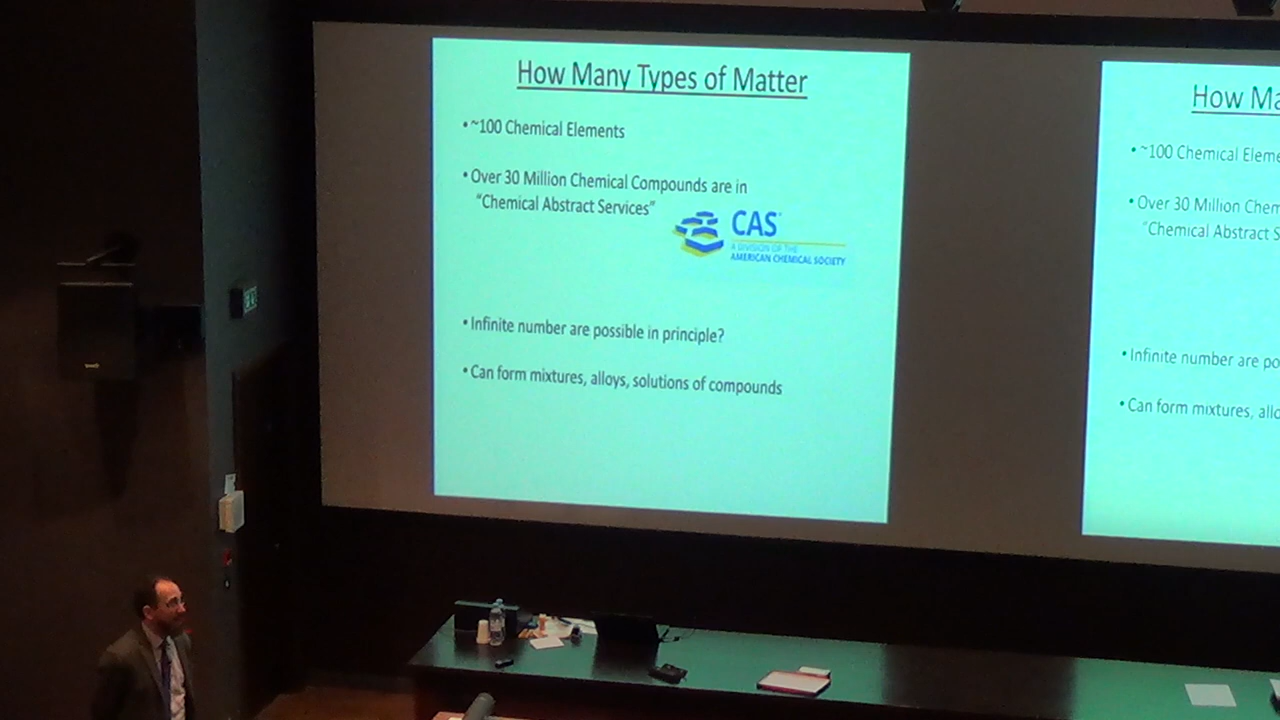 How Many Types of Matter
• ~100 Chemical Elements
• Over 30 Million Chemical Compounds are in
"Chemical Abstract Services"
CAS
A DIVISION OF THE
AMERICAN CHEMICAL SOCIETY
• Infinite number are possible in principle?
• Can form mixtures, alloys, solutions of compounds
How Ma
• ~100 Chemical Eleme
• Over 30 Million Chem
"Chemical Abstract S
• Infinite number are po
• Can form mixtures, allo